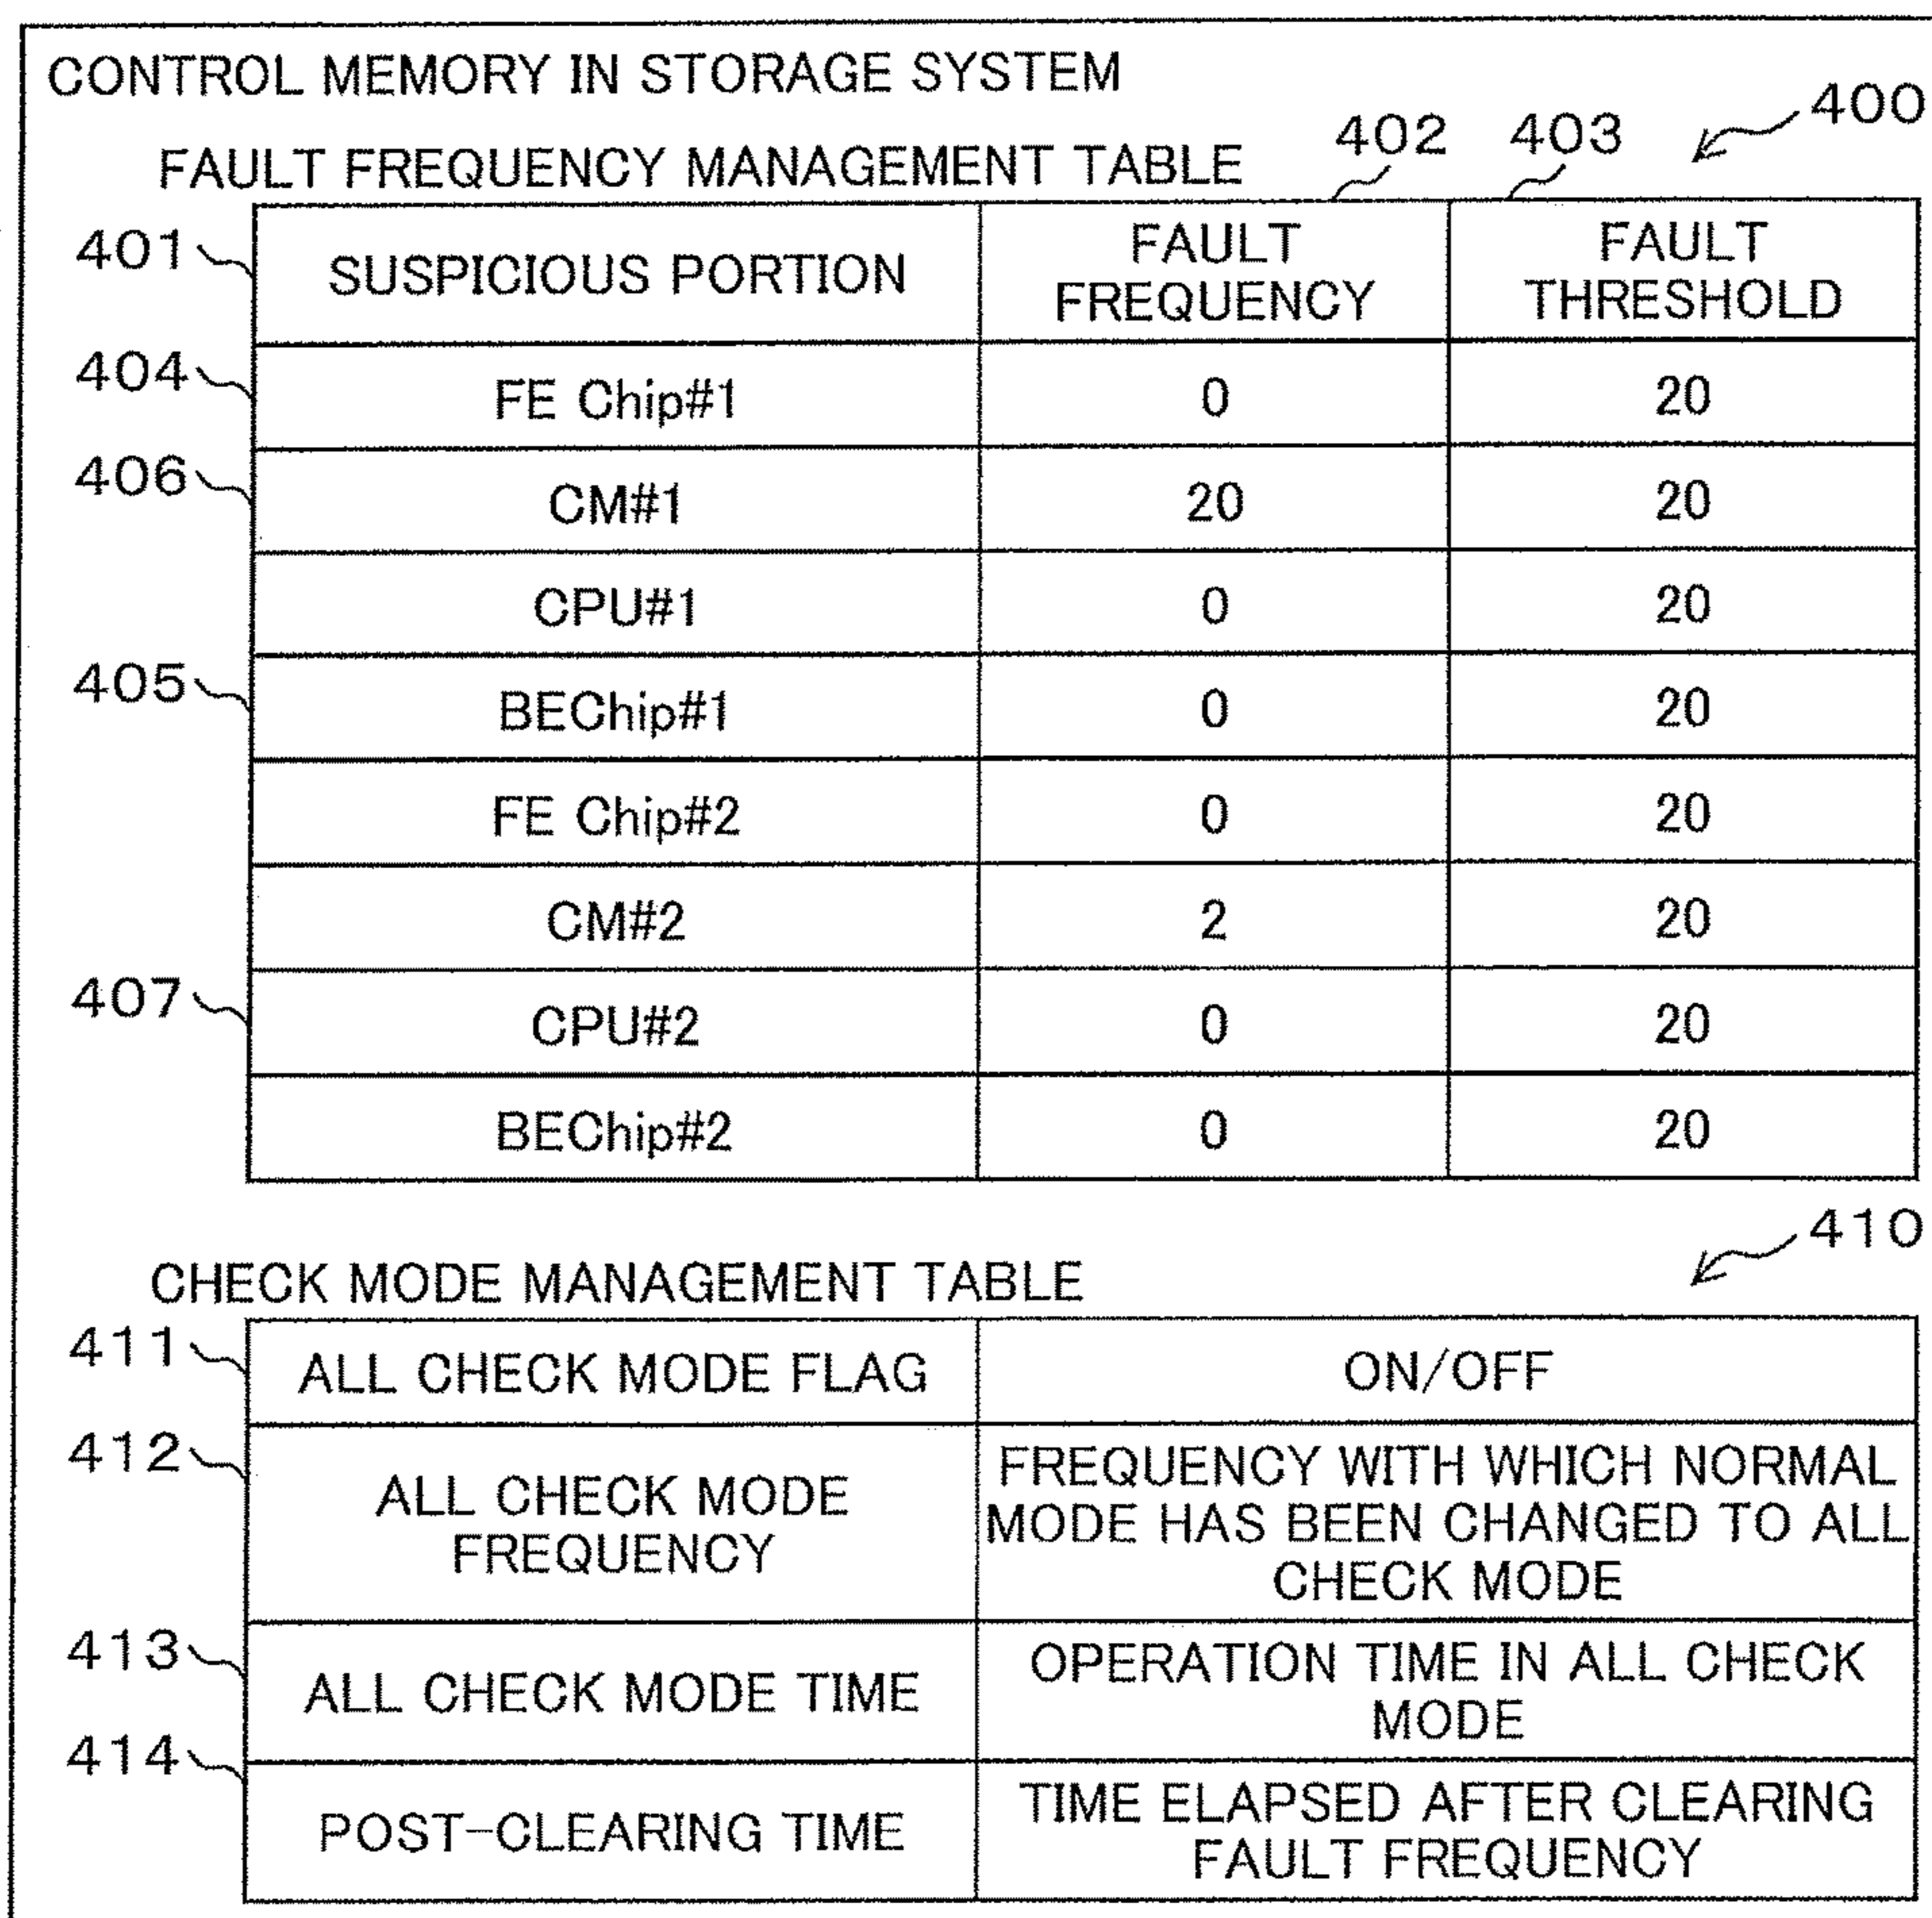 CONTROL MEMORY IN STORAGE SYSTEM
400
402 403
FAULT FREQUENCY MANAGEMENT TABLE
401 SUSPICIOUS PORTION FAULT FREQUENCY FAULT THRESHOLD
404 FE Chip#1 0 20
406 CM#1 20 20
CPU#1 0 20
405 BEChip#1 0 20
FE Chip#2 0 20
CM#2 2 20
407 CPU#2 0 20
BEChip#2 0 20
410
CHECK MODE MANAGEMENT TABLE
411 ALL CHECK MODE FLAG ON/OFF
412 ALL CHECK MODE
FREQUENCY
FREQUENCY WITH WHICH NORMAL
MODE HAS BEEN CHANGED TO ALL
CHECK MODE
413 ALL CHECK MODE TIME
OPERATION TIME IN ALL CHECK
MODE
414 POST-CLEARING TIME
TIME ELAPSED AFTER CLEARING
FAULT FREQUENCY